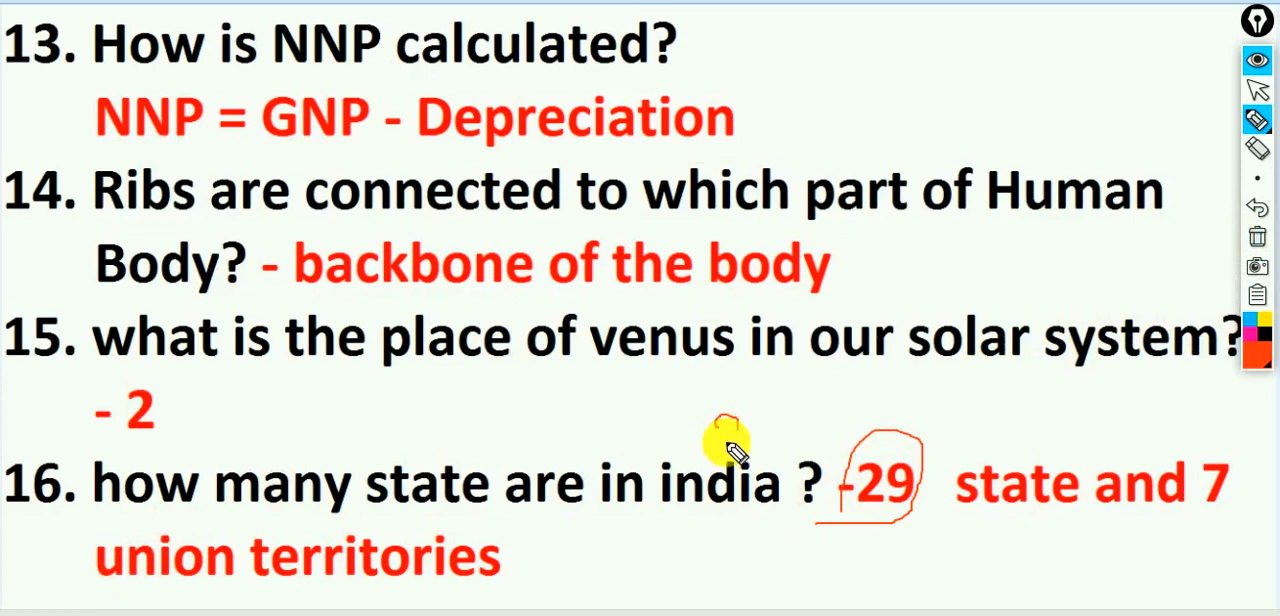 13. How is NNP calculated?
NNP = GNP - Depreciation
14. Ribs are connected to which part of Human
Body? - backbone of the body
15. what is the place of venus in our solar system?
- 2
16. how many state are in india ? -29 state and 7
union territories